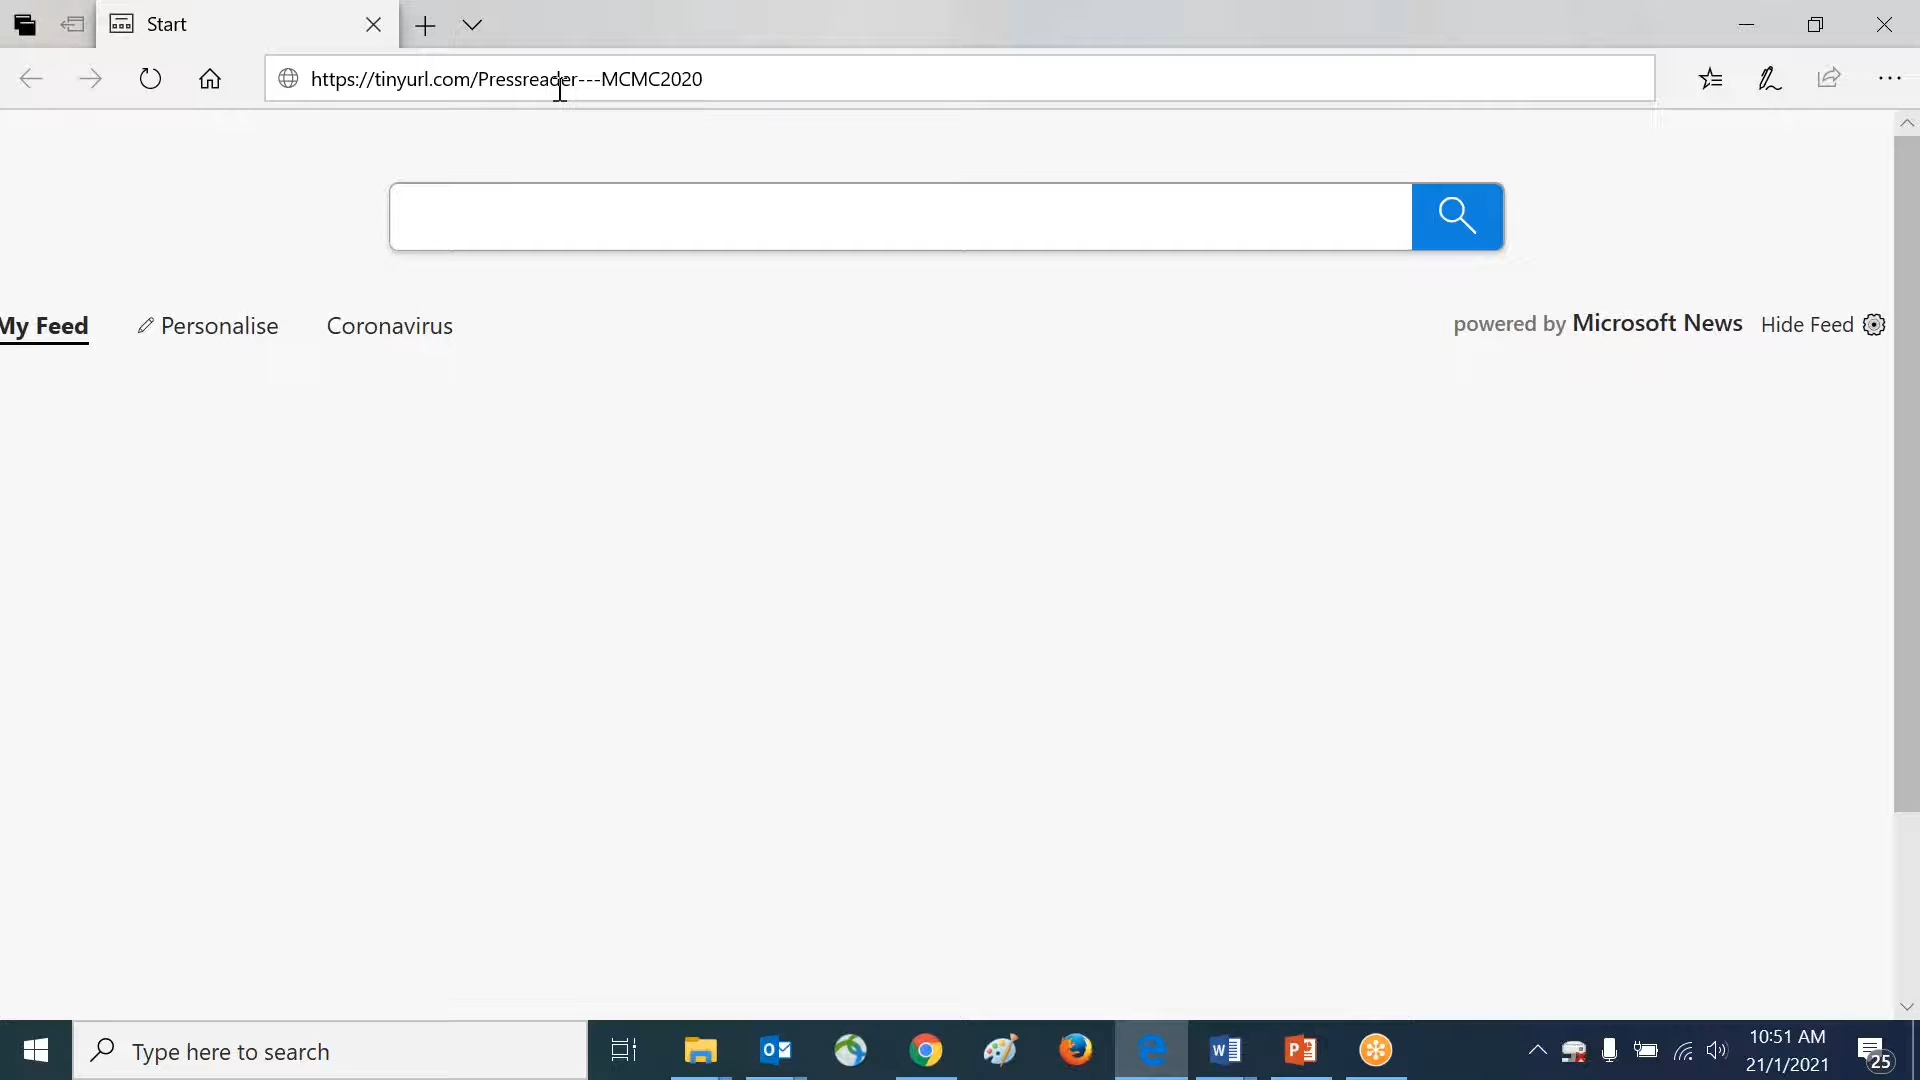 Start
https://tinyurl.com/Pressreader---MCMC2020
My Feed
Personalise
Coronavirus
powered by Microsoft News
Hide Feed
Type here to search
10:51 AM
21/1/2021
25